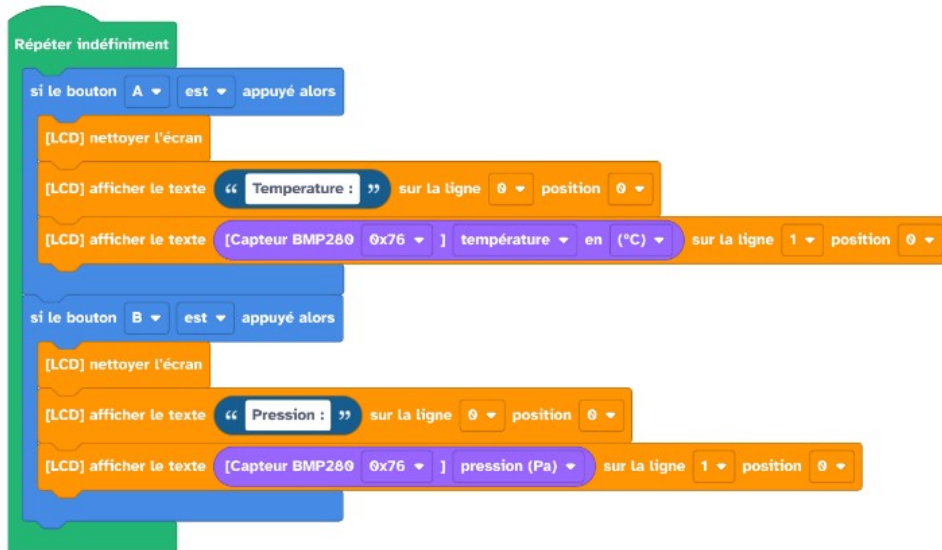 Répéter indéfiniment
si le bouton A est appuyé alors
[LCD] nettoyer l'écran
[LCD] afficher le texte “ Temperature : ” sur la ligne 0 position 0
[LCD] afficher le texte [Capteur BMP280 0x76 ] température en (°C) sur la ligne 1 position 0
si le bouton B est appuyé alors
[LCD] nettoyer l'écran
[LCD] afficher le texte “ Pression : ” sur la ligne 0 position 0
[LCD] afficher le texte [Capteur BMP280 0x76 ] pression (Pa) sur la ligne 1 position 0